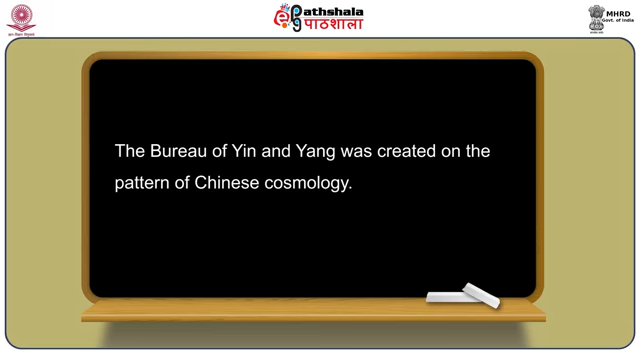 ePathshala
पाठशाला
MHRD
Govt. of India
The Bureau of Yin and Yang was created on the
pattern of Chinese cosmology.